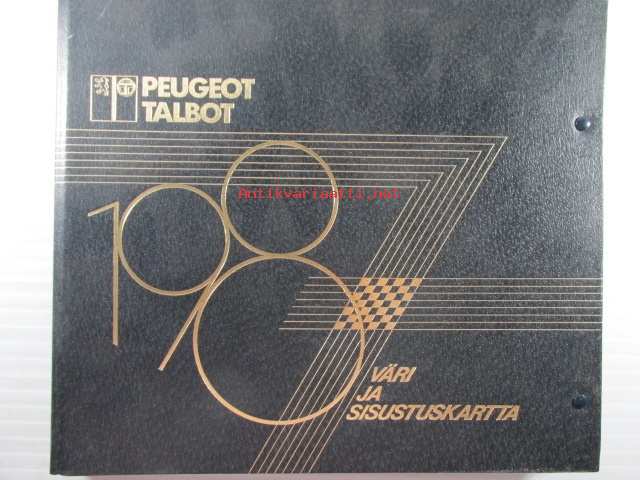 PEUGEOT
TALBOT
1987
Antikvariaatti.net
VÄRI
JA
SISUSTUSKARTTA